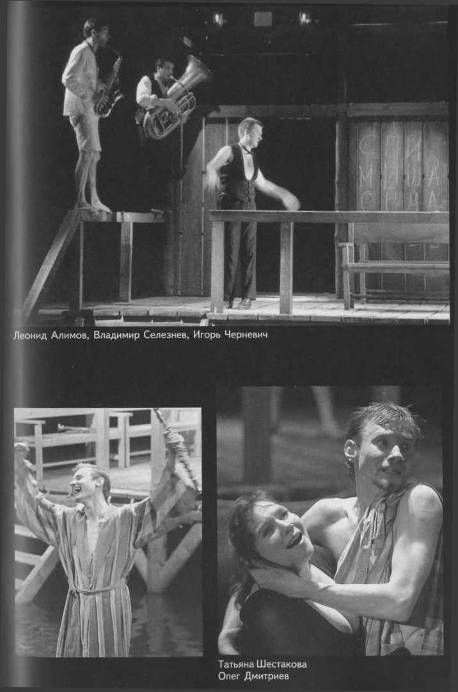 Леонид Алимов, Владимир Селезнев, Игорь Черневич
Татьяна Шестакова
Олег Дмитриев